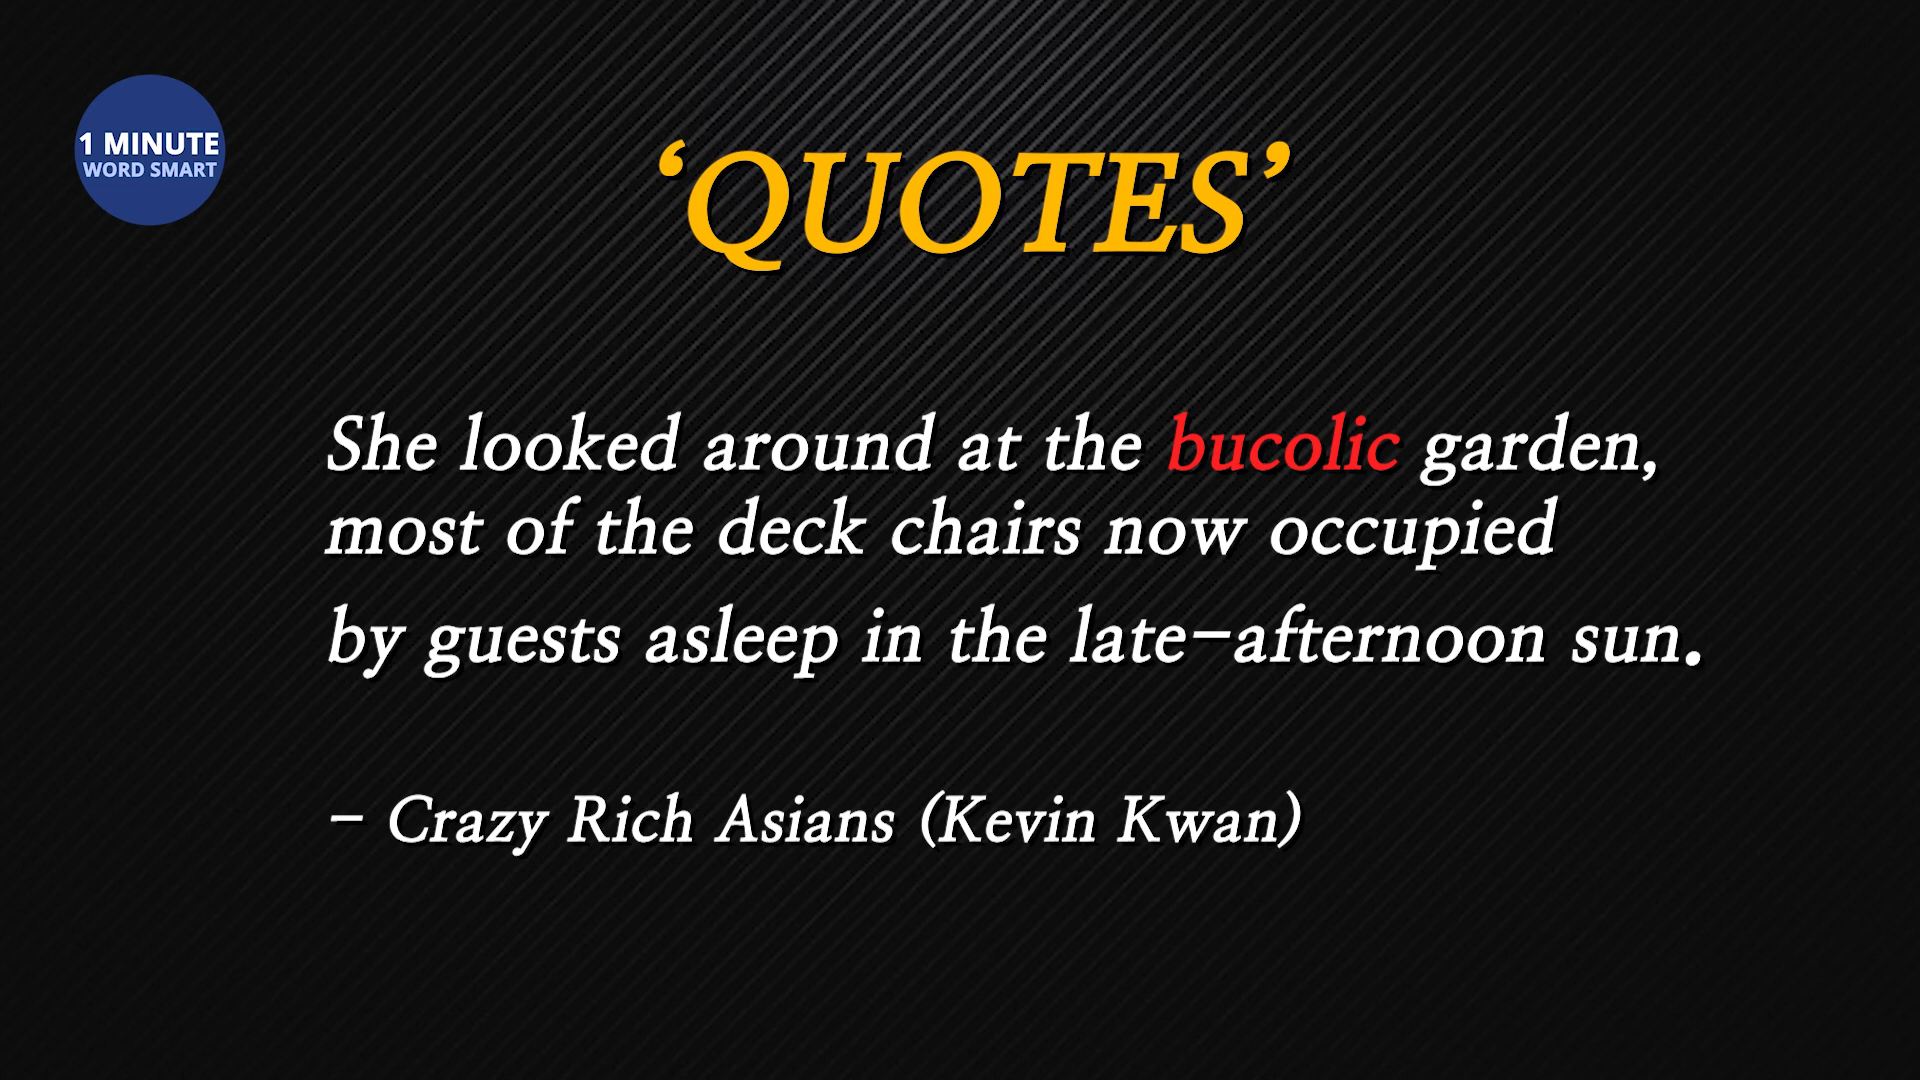 1 MINUTE
WORD SMART
‘QUOTES’
She looked around at the bucolic garden,
most of the deck chairs now occupied
by guests asleep in the late-afternoon sun.
- Crazy Rich Asians (Kevin Kwan)